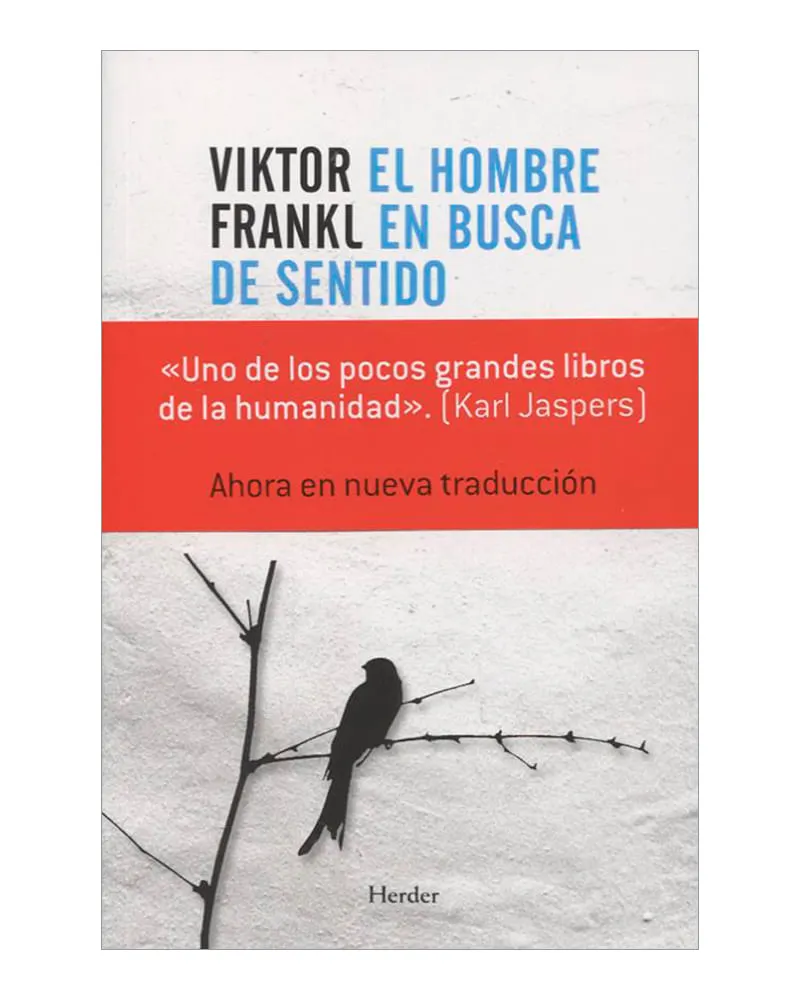 VIKTOR EL HOMBRE
FRANKL EN BUSCA
DE SENTIDO
«Uno de los pocos grandes libros
de la humanidad». (Karl Jaspers)
Ahora en nueva traducción
Herder